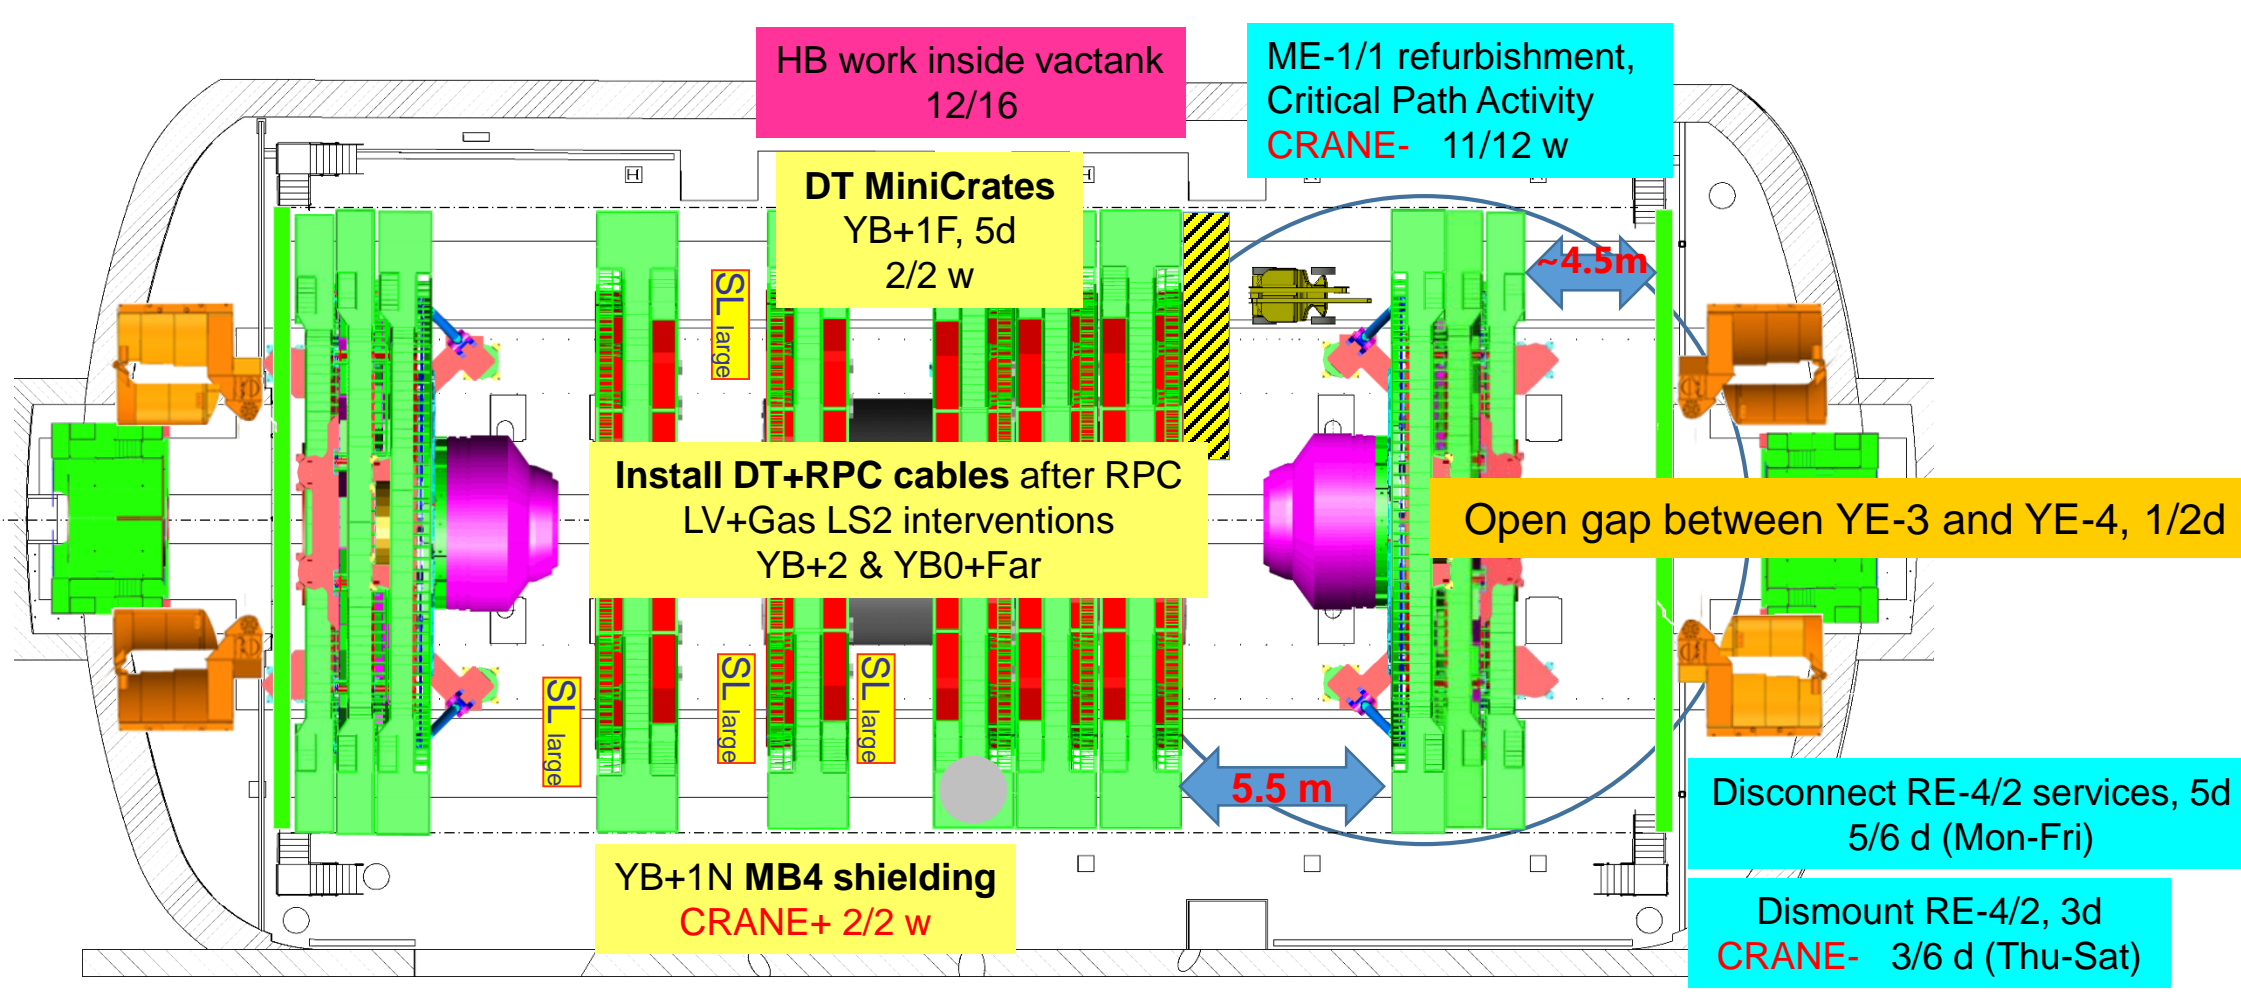 HB work inside vactank
12/16
ME-1/1 refurbishment,
Critical Path Activity
CRANE- 11/12 w
DT MiniCrates
YB+1F, 5d
2/2 w
H
H
~4.5m
SL large
Install DT+RPC cables after RPC
LV+Gas LS2 interventions
YB+2 & YB0+Far
Open gap between YE-3 and YE-4, 1/2d
SL large
SL large
SL large
5.5 m
Disconnect RE-4/2 services, 5d
5/6 d (Mon-Fri)
YB+1N MB4 shielding
CRANE+ 2/2 w
Dismount RE-4/2, 3d
CRANE- 3/6 d (Thu-Sat)